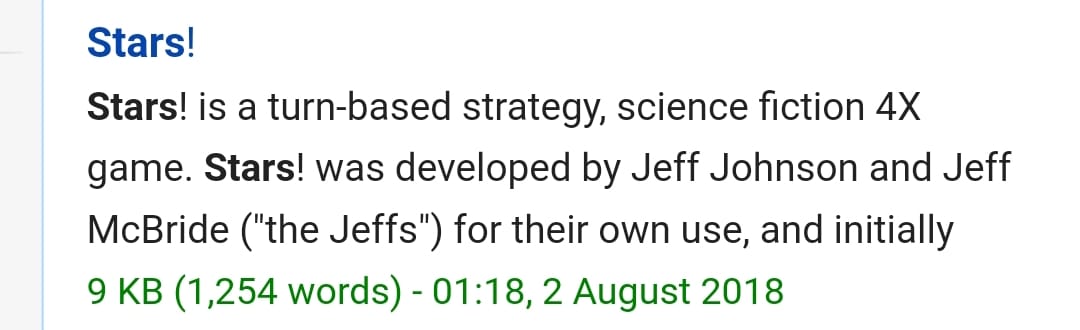 Stars!
Stars! is a turn-based strategy, science fiction 4X
game. Stars! was developed by Jeff Johnson and Jeff
McBride ("the Jeffs") for their own use, and initially
9 KB (1,254 words) - 01:18, 2 August 2018